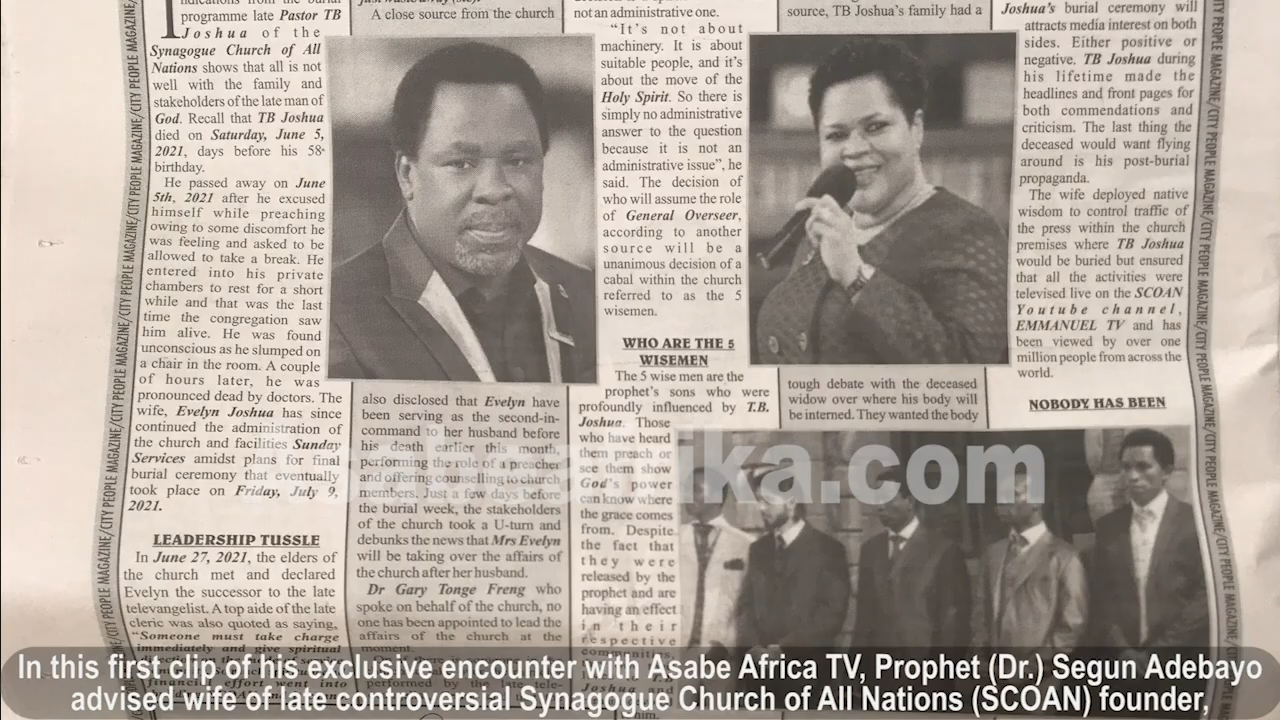 indications from the burial
programme late Pastor TB
Joshua of the
Synagogue Church of All
Nations shows that all is not
well with the family and
stakeholders of the late man of
God. Recall that TB Joshua
died on Saturday, June 5,
2021, days before his 58th
birthday.
He passed away on June
5th, 2021 after he excused
himself while preaching
owing to some discomfort he
was feeling and asked to be
allowed to take a break. He
entered into his private
chambers to rest for a short
while and that was the last
time the congregation saw
him alive. He was found
unconscious as he slumped on
a chair in the room. A couple
of hours later, he was
pronounced dead by doctors. The
wife, Evelyn Joshua has since
continued the administration of
the church and facilities Sunday
Services amidst plans for final
burial ceremony that eventually
took place on Friday, July 9,
2021.
LEADERSHIP TUSSLE
In June 27, 2021, the elders of
the church met and declared
Evelyn the successor to the late
televangelist. A top aide of the late
cleric was also quoted as saying,
"Someone must take charge
immediately and give spiritual
A close source from the church
also disclosed that Evelyn have
been serving as the second-in-
command to her husband before
his death earlier this month,
performing the role of a preacher
and offering counselling to church
members. Just a few days before
the burial week, the stakeholders
of the church took a U-turn and
debunks the news that Mrs Evelyn
will be taking over the affairs of
the church after her husband.
Dr Gary Tonge Freng who
spoke on behalf of the church, no
one has been appointed to lead the
affairs of the church at the
moment.
not an administrative one.
"It's not about
machinery. It is about
suitable people, and it's
about the move of the
Holy Spirit. So there is
simply no administrative
answer to the question
because it is not an
administrative issue", he
said. The decision of
who will assume the role
of General Overseer,
according to another
source will be a
unanimous decision of a
cabal within the church
referred to as the 5
wisemen.
WHO ARE THE 5
WISEMEN
The 5 wise men are the
prophet's sons who were
profoundly influenced by T.B.
Joshua. Those
who have heard
them preach or
see them show
God's power
can know where
the grace comes
from. Despite
the fact that
they were
released by the
prophet and are
having an effect
in their
respective
communities,
source, TB Joshua's family had a
tough debate with the deceased
widow over where his body will
be interned. They wanted the body
Joshua's burial ceremony will
attracts media interest on both
sides. Either positive or
negative. TB Joshua during
his lifetime made the
headlines and front pages for
both commendations and
criticism. The last thing the
deceased would want flying
around is his post-burial
propaganda.
The wife deployed native
wisdom to control traffic of
the press within the church
premises where TB Joshua
would be buried but ensured
that all the activities were
televised live on the SCOAN
Youtube channel,
EMMANUEL TV and has
been viewed by over one
million people from across the
world.
NOBODY HAS BEEN
CITY PEOPLE MAGAZINE/CITY PEOPLE MAGAZINE/CITY PEOPLE MAGAZINE
ika.com
In this first clip of his exclusive encounter with Asabe Africa TV, Prophet (Dr.) Segun Adebayo
advised wife of late controversial Synagogue Church of All Nations (SCOAN) founder,